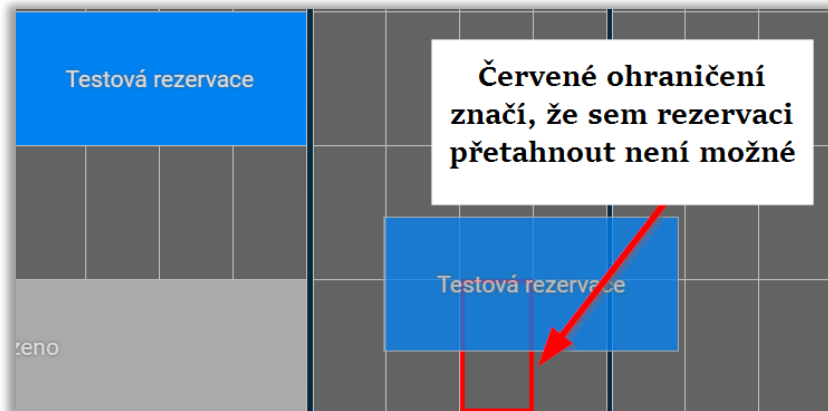 Testová rezervace
Červené ohraničení
značí, že sem rezervaci
přetahnout není možné
Testová rezervace
zeno